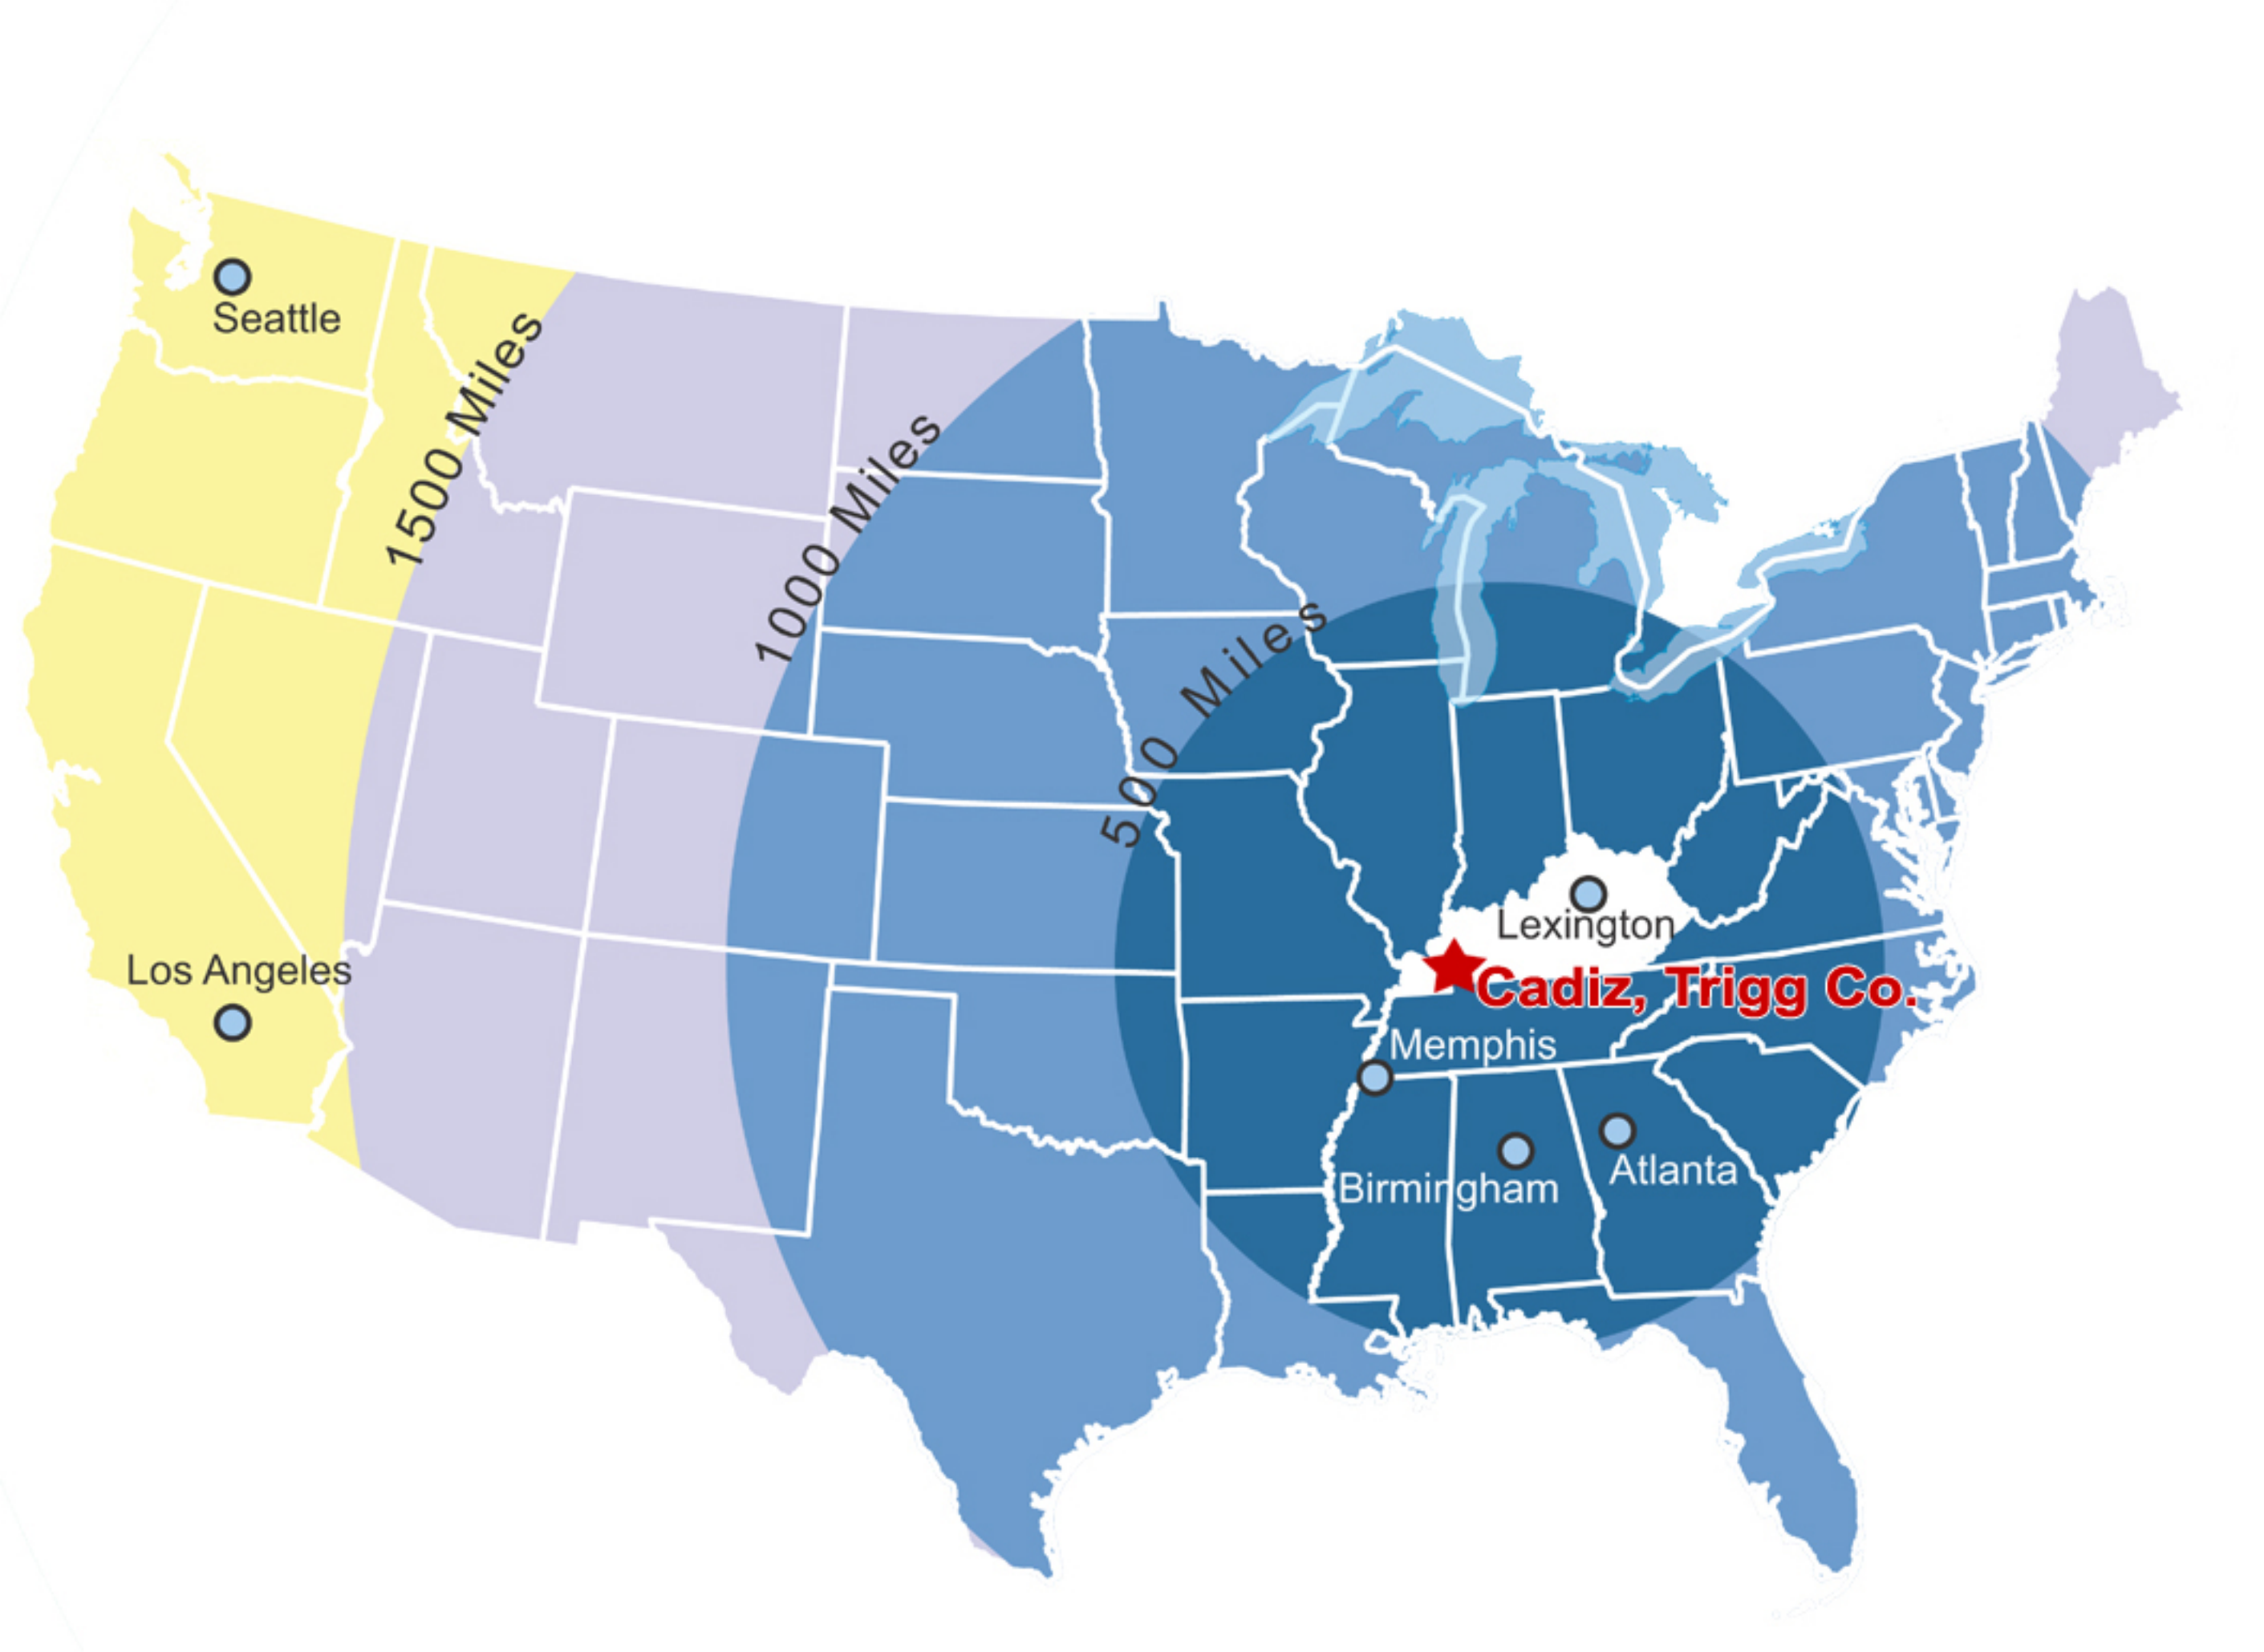 Seattle
1500 Miles
1000 Miles
500 Miles
Lexington
Los Angeles
Cadiz, Trigg Co.
Memphis
Birmingham
Atlanta